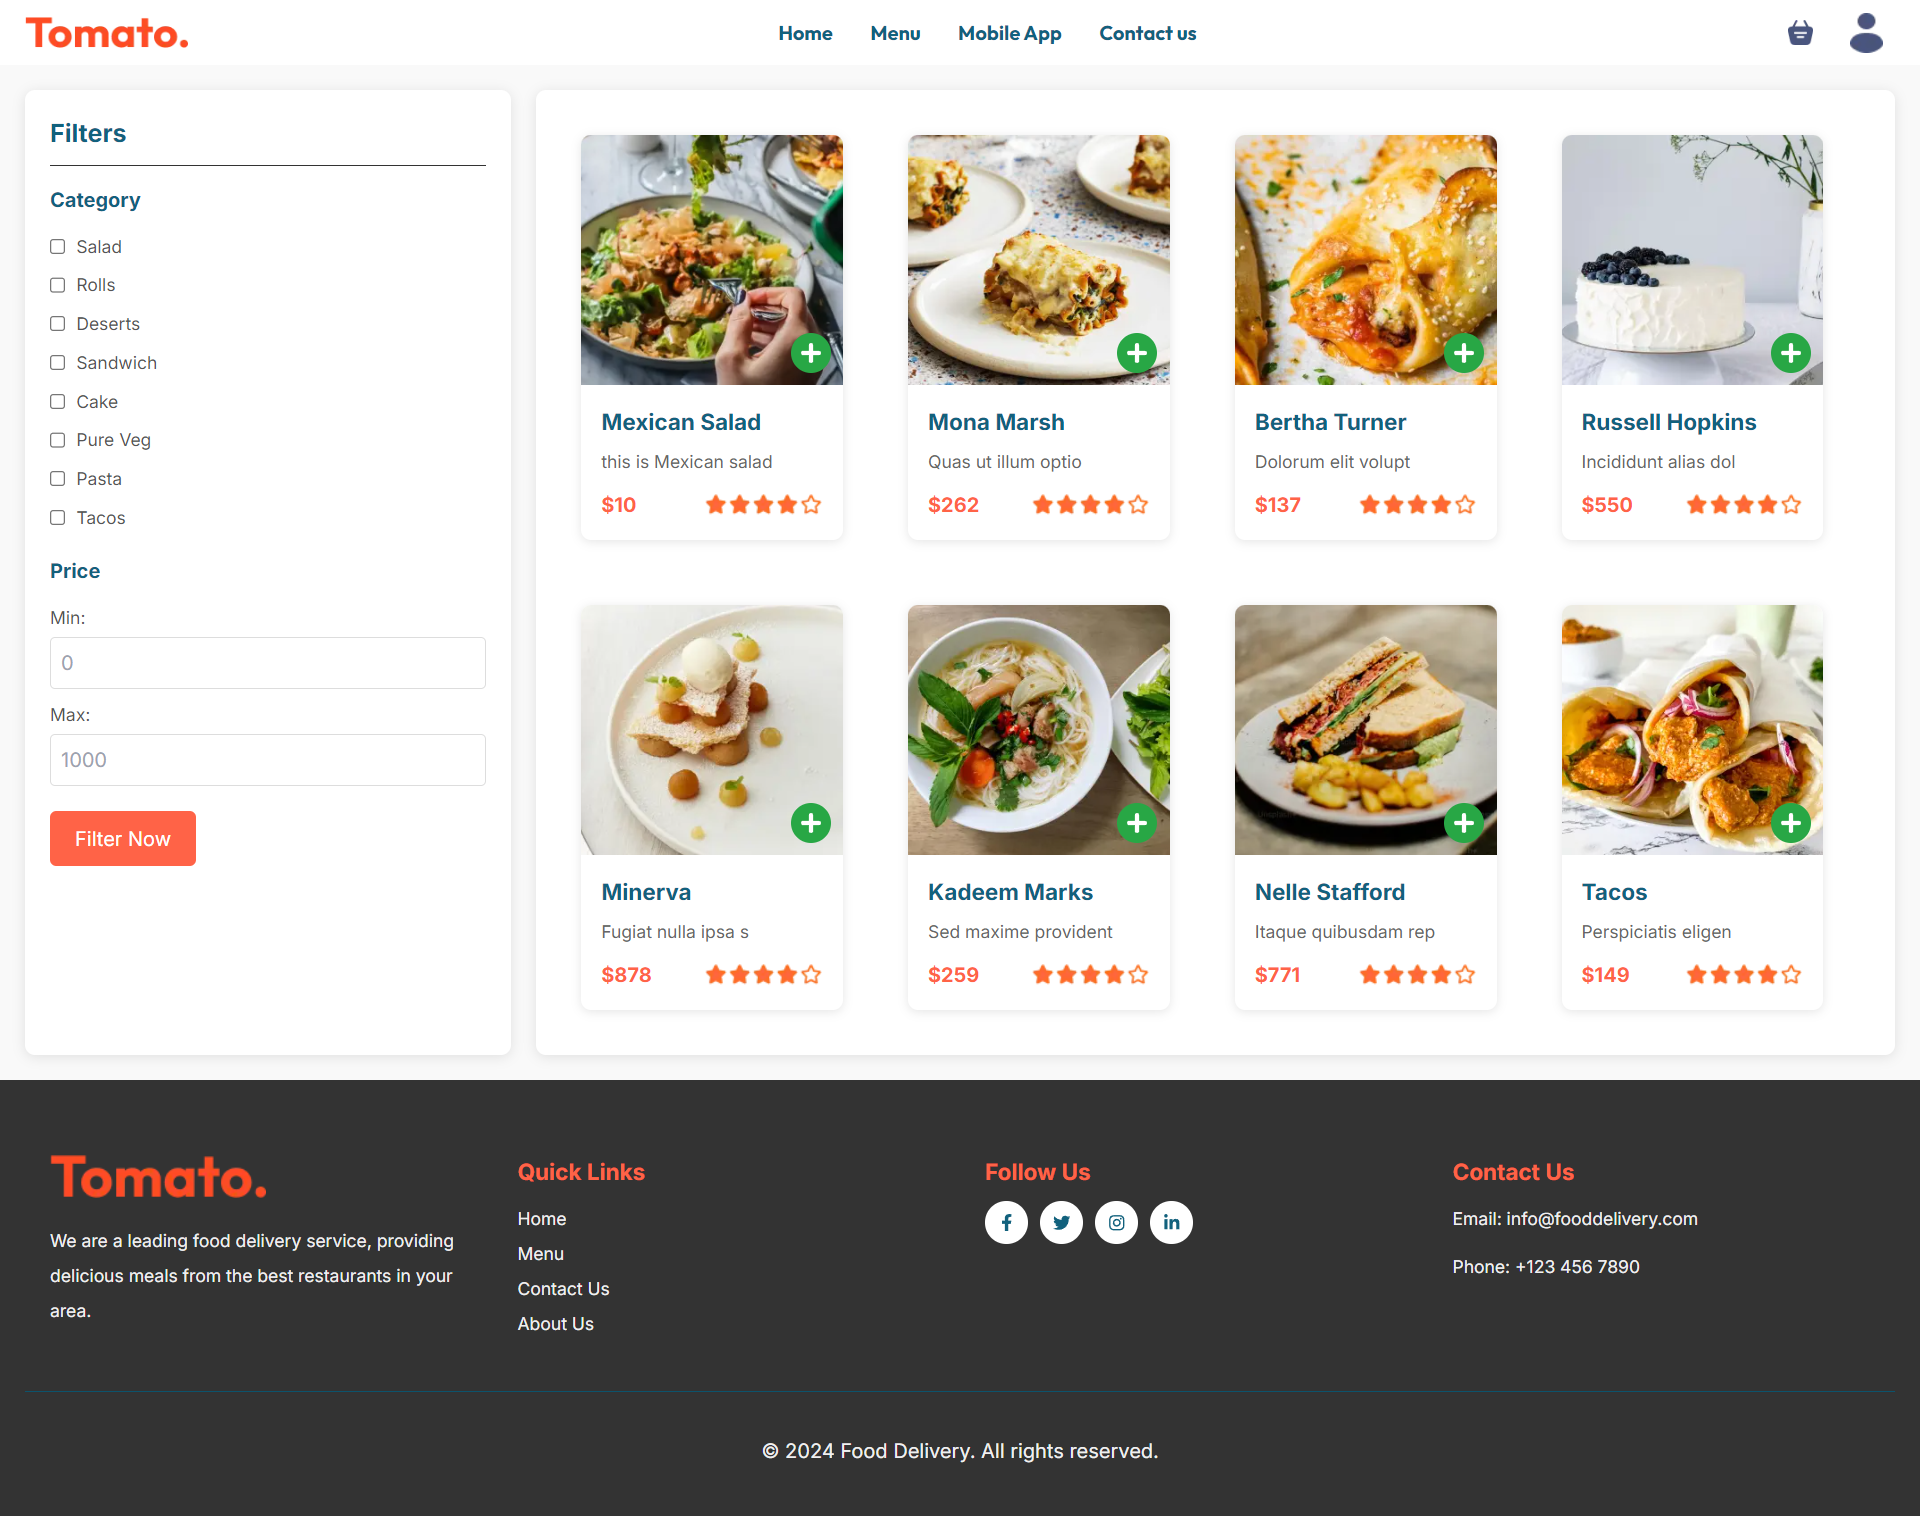 Tomato.
Home Menu Mobile App Contact us
Filters
Category
Salad
Rolls
Deserts
Sandwich
Cake
Pure Veg
Pasta
Tacos
Price
Min:
0
Max:
1000
Filter Now
Mexican Salad
this is Mexican salad
$10
Mona Marsh
Quas ut illum optio
$262
Bertha Turner
Dolorum elit volupt
$137
Russell Hopkins
Incididunt alias dol
$550
Minerva
Fugiat nulla ipsa s
$878
Kadeem Marks
Sed maxime provident
$259
Nelle Stafford
Itaque quibusdam rep
$771
Tacos
Perspiciatis eligen
$149
Tomato.
We are a leading food delivery service, providing
delicious meals from the best restaurants in your
area.
Quick Links
Home
Menu
Contact Us
About Us
Follow Us
Contact Us
Email: info@fooddelivery.com
Phone: +123 456 7890
© 2024 Food Delivery. All rights reserved.